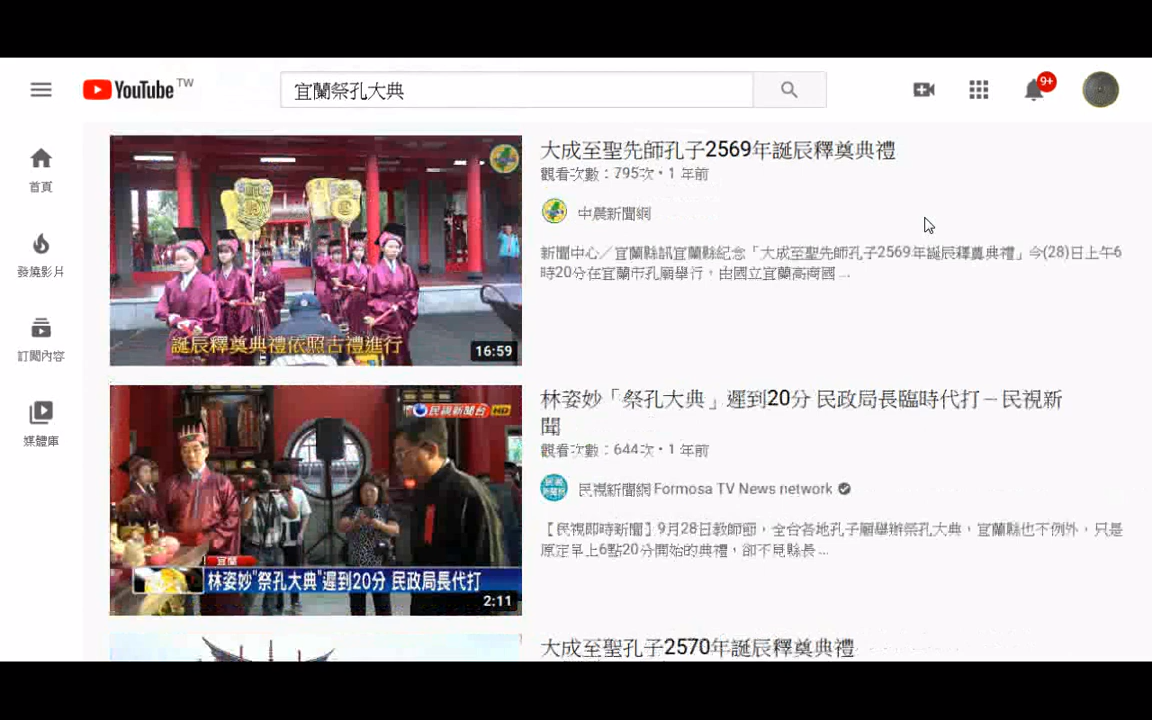 YouTube TW
宜蘭祭孔大典
9+
首頁
發燒影片
訂閱內容
媒體庫
誕辰釋奠典禮依照古禮進行
16:59
大成至聖先師孔子2569年誕辰釋奠典禮
觀看次數：795次・1 年前
中晨新聞網
新聞中心／宜蘭縣訊宜蘭縣紀念「大成至聖先師孔子2569年誕辰釋奠典禮」今(28)日上午6
時20分在宜蘭市孔廟舉行，由國立宜蘭高商國 ...
民視新聞台 HD
宜蘭
林姿妙"祭孔大典"遲到20分 民政局長代打
2:11
林姿妙「祭孔大典」遲到20分 民政局長臨時代打－民視新
聞
觀看次數：644次・1 年前
民視新聞網 Formosa TV News network
【民視即時新聞】9月28日教師節，全台各地孔子廟舉辦祭孔大典，宜蘭縣也不例外，只是
原定早上6點20分開始的典禮，卻不見縣長 ...
大成至聖孔子2570年誕辰釋奠典禮